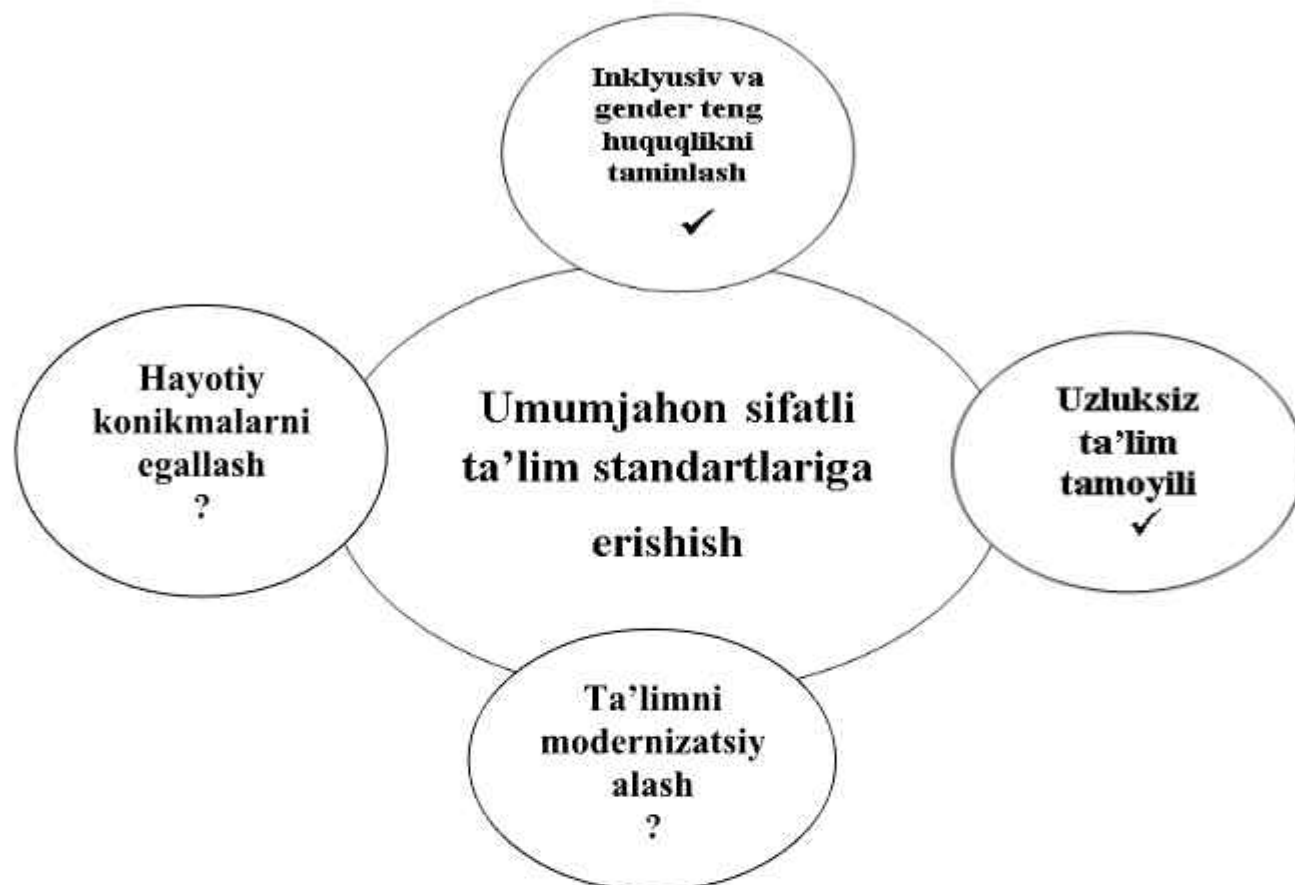 Inklyusiv va
gender teng
huquqlikni
taminlash
✓
Hayotiy
konikmalarni
egallash
?
Umumjahon sifatli
ta’lim standartlariga
erishish
Uzluksiz
ta’lim
tamoyili
✓
Ta’limni
modernizatsiy
alash
?